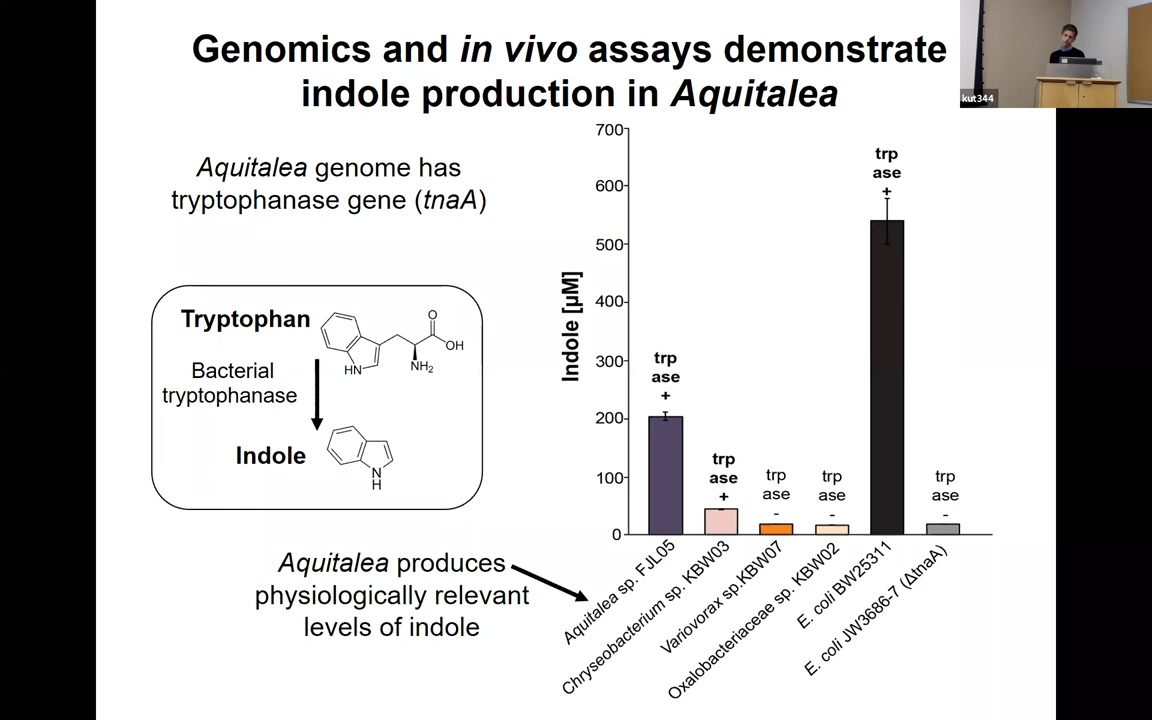 Genomics and in vivo assays demonstrate
indole production in Aquitalea
kut344
Aquitalea genome has
tryptophanase gene (tnaA)
Tryptophan
O
OH
HN
NH₂
Bacterial
tryptophanase
Indole
N
H
Aquitalea produces
physiologically relevant
levels of indole
Indole [µM]
700
600
500
400
300
200
100
0
trp
ase
+
trp
ase
+
trp
ase
-
trp
ase
-
trp
ase
+
trp
ase
-
Aquitalea sp. FJL05
Chryseobacterium sp. KBW03
Variovorax sp.KBW07
Oxalobacteriaceae sp. KBW02
E. coli BW25311
E. coli JW3686-7 (ΔtnaA)